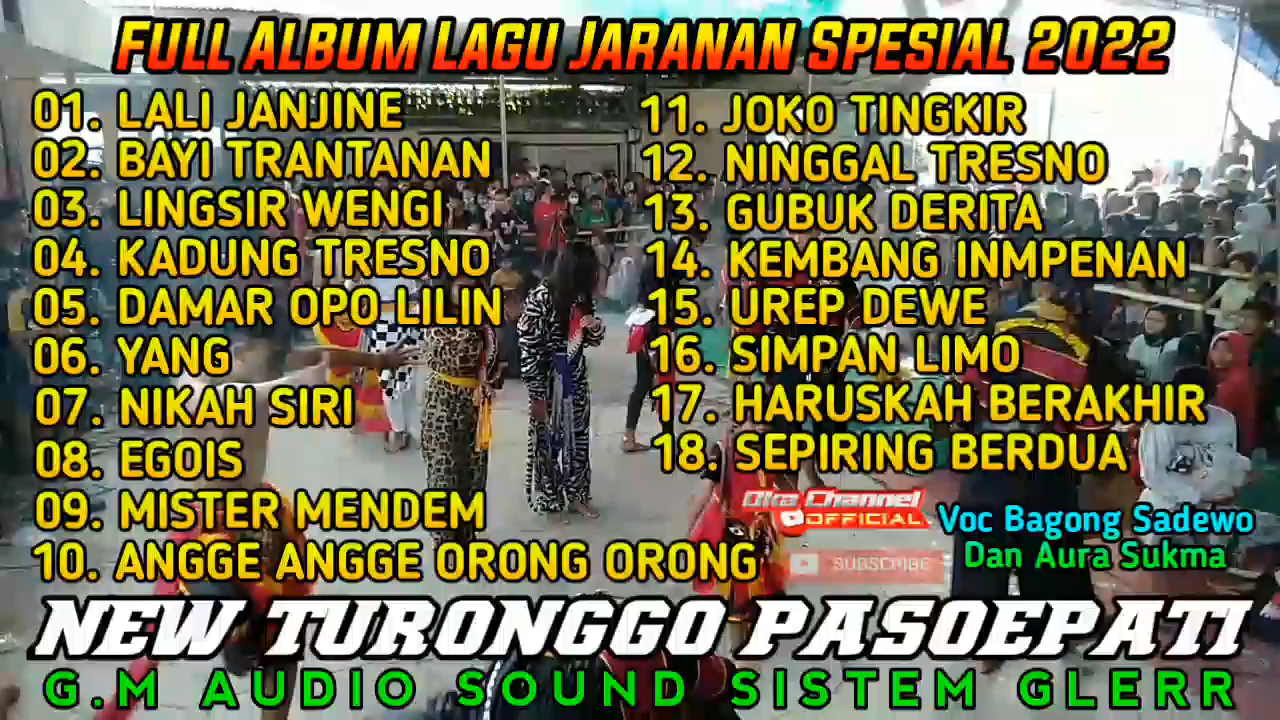 FULL ALBUM LAGU JARANAN SPESIAL 2022
01. LALI JANJINE
02. BAYI TRANTANAN
03. LINGSIR WENGI
04. KADUNG TRESNO
05. DAMAR OPO LILIN
06. YANG
07. NIKAH SIRI
08. EGOIS
09. MISTER MENDEM
10. ANGGE ANGGE ORONG ORONG
11. JOKO TINGKIR
12. NINGGAL TRESNO
13. GUBUK DERITA
14. KEMBANG INMPENAN
15. UREP DEWE
16. SIMPAN LIMO
17. HARUSKAH BERAKHIR
18. SEPIRING BERDUA
Oka Channel
OFFICIAL
SUBSCRIBE
Voc Bagong Sadewo
Dan Aura Sukma
NEW TURONGGO PASOEPATI
G.M AUDIO SOUND SISTEM GLERR